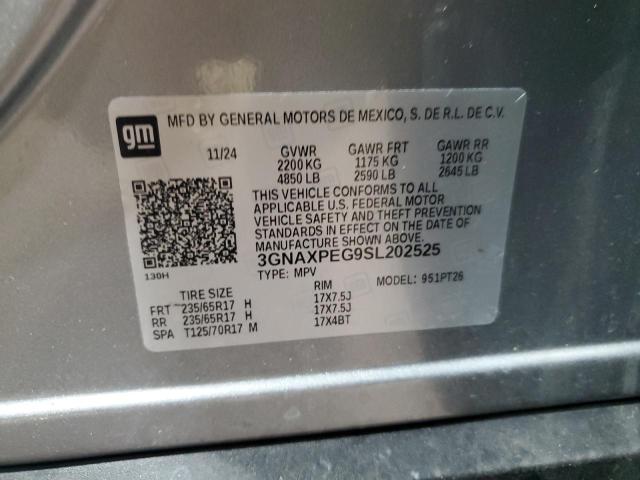 gm
MFD BY GENERAL MOTORS DE MEXICO, S. DE R.L. DE C.V.
11/24 GVWR GAWR FRT GAWR RR
2200 KG 1175 KG 1200 KG
4850 LB 2590 LB 2645 LB
THIS VEHICLE CONFORMS TO ALL
APPLICABLE U.S. FEDERAL MOTOR
VEHICLE SAFETY AND THEFT PREVENTION
STANDARDS IN EFFECT ON THE DATE OF
MANUFACTURE SHOWN ABOVE.
3GNAXPEG9SL202525
130H
TYPE: MPV MODEL: 951PT26
TIRE SIZE RIM
FRT 235/65R17 H 17X7.5J
RR 235/65R17 H 17X7.5J
SPA T125/70R17 M 17X4BT